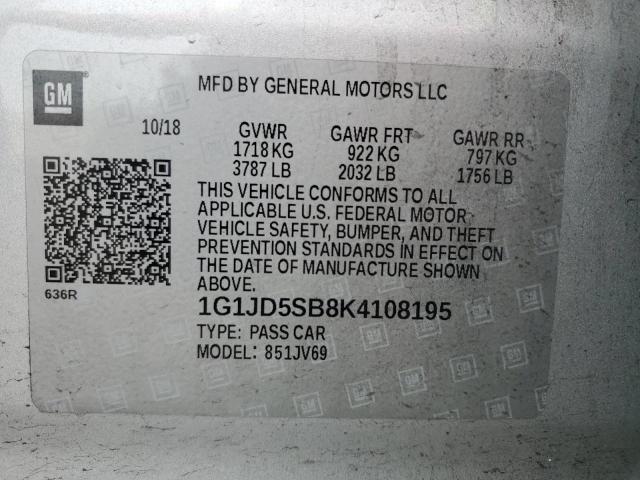 GM
MFD BY GENERAL MOTORS LLC
10/18 GVWR GAWR FRT GAWR RR
1718 KG 922 KG 797 KG
3787 LB 2032 LB 1756 LB
THIS VEHICLE CONFORMS TO ALL
APPLICABLE U.S. FEDERAL MOTOR
VEHICLE SAFETY, BUMPER, AND THEFT
PREVENTION STANDARDS IN EFFECT ON
THE DATE OF MANUFACTURE SHOWN
ABOVE.
636R
1G1JD5SB8K4108195
TYPE: PASS CAR
MODEL: 851JV69